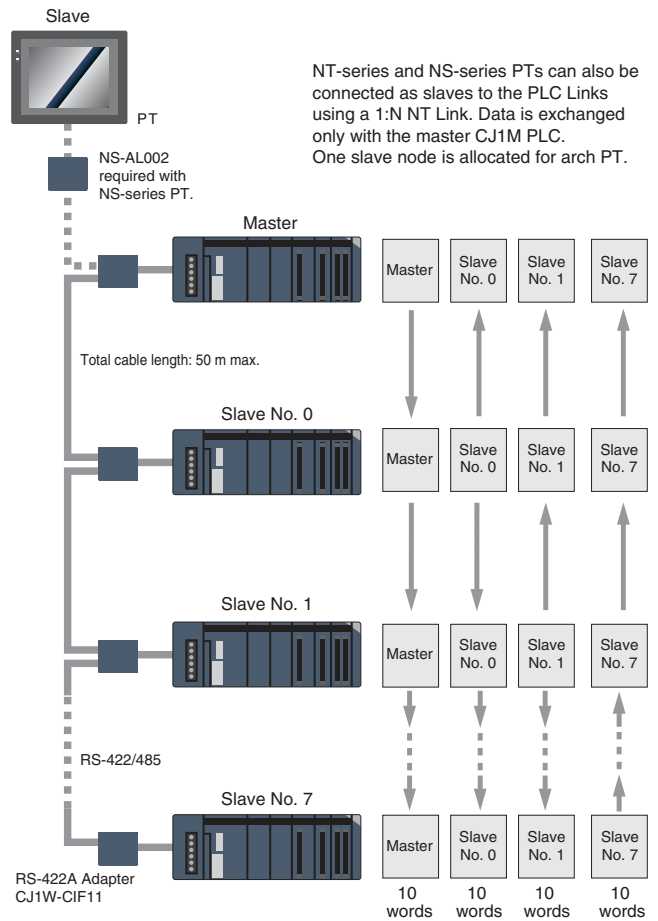 Slave
PT
NT-series and NS-series PTs can also be
connected as slaves to the PLC Links
using a 1:N NT Link. Data is exchanged
only with the master CJ1M PLC.
One slave node is allocated for arch PT.
NS-AL002
required with
NS-series PT.
Master
Master
Slave
No. 0
Slave
No. 1
Slave
No. 7
Total cable length: 50 m max.
Slave No. 0
Master
Slave
No. 0
Slave
No. 1
Slave
No. 7
Slave No. 1
Master
Slave
No. 0
Slave
No. 1
Slave
No. 7
RS-422/485
Slave No. 7
Master
Slave
No. 0
Slave
No. 1
Slave
No. 7
RS-422A Adapter
CJ1W-CIF11
10
words
10
words
10
words
10
words